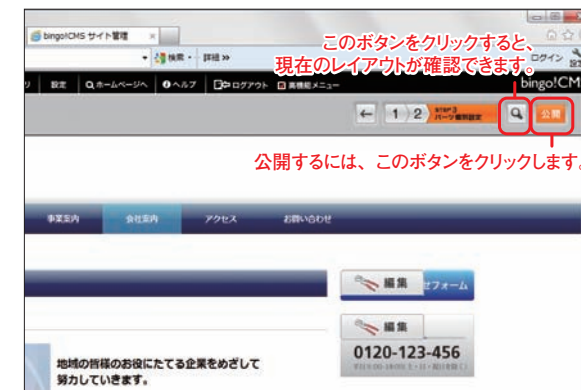 bingo!CMS サイト管理 ×
検索 ・ 詳細 »
ログイン
このボタンをクリックすると、
現在のレイアウトが確認できます。
設定 ホームページへ ヘルプ ログアウト 高機能メニュー
bingo!CM
← 1 2 STEP3
パーツ個別設定 公開
公開するには、このボタンをクリックします。
事業案内 会社案内 アクセス お問い合わせ
編集 せフォーム
編集
0120-123-456
地域の皆様のお役にたてる企業をめざして
努力していきます。